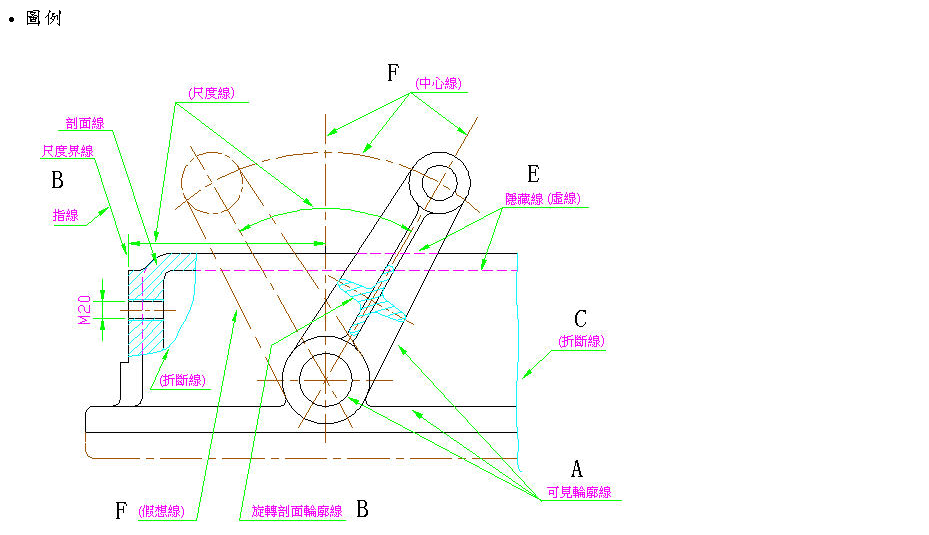 • 圖例
F
(中心線)
(尺度線)
剖面線
尺度界線
B
指線
E
隱藏線(虛線)
M20
C
(折斷線)
(折斷線)
A
可見輪廓線
F
(假想線)
旋轉剖面輪廓線
B